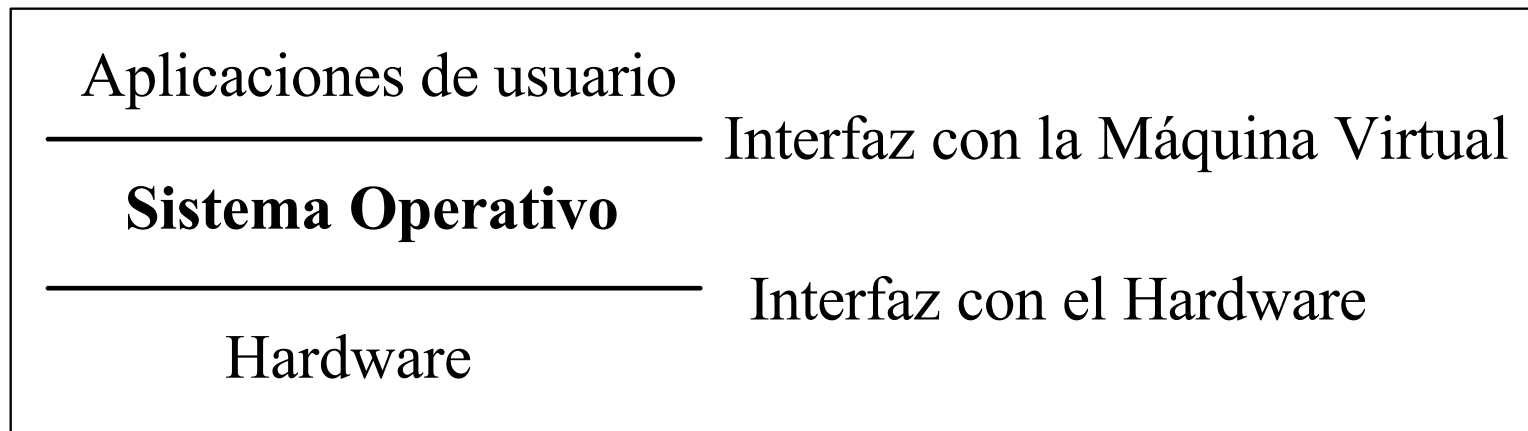 Aplicaciones de usuario
Interfaz con la Máquina Virtual
Sistema Operativo
Interfaz con el Hardware
Hardware